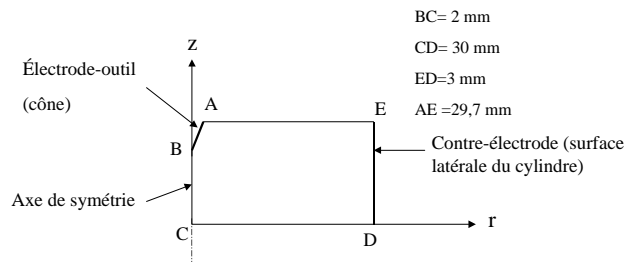 BC= 2 mm
CD= 30 mm
ED=3 mm
AE =29,7 mm
z
Électrode-outil
(cône)
A
E
B
Contre-électrode (surface
latérale du cylindre)
Axe de symétrie
C
D
r